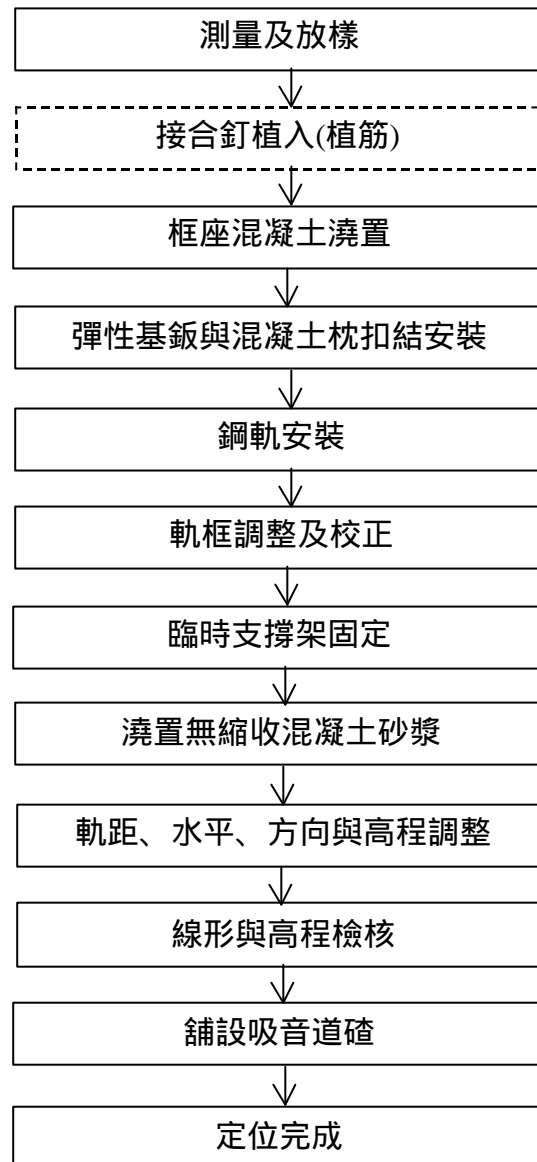 測量及放樣
接合釘植入(植筋)
框座混凝土澆置
彈性基鈑與混凝土枕扣結安裝
鋼軌安裝
軌框調整及校正
臨時支撐架固定
澆置無縮收混凝土砂漿
軌距、水平、方向與高程調整
線形與高程檢核
舖設吸音道碴
定位完成